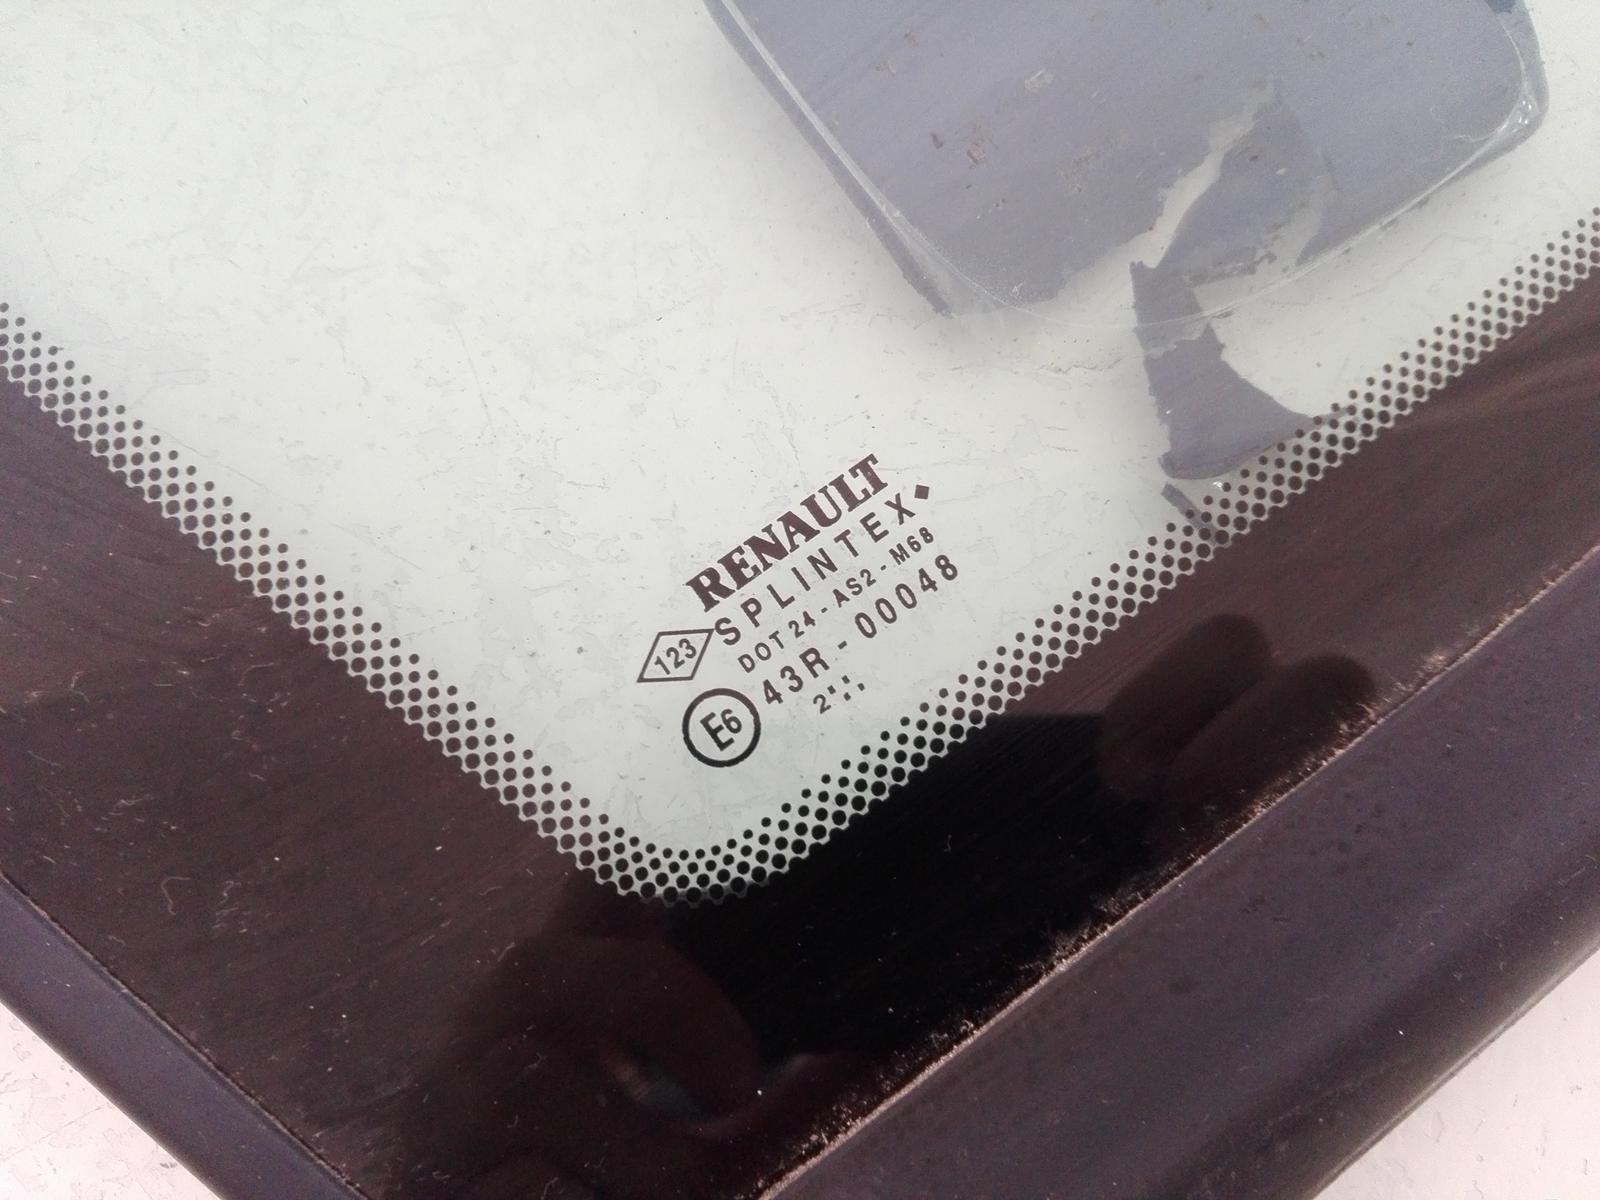 RENAULT
123 SPLINTEX
DOT 24 - AS2 - M68
E6 43R - 00048
2